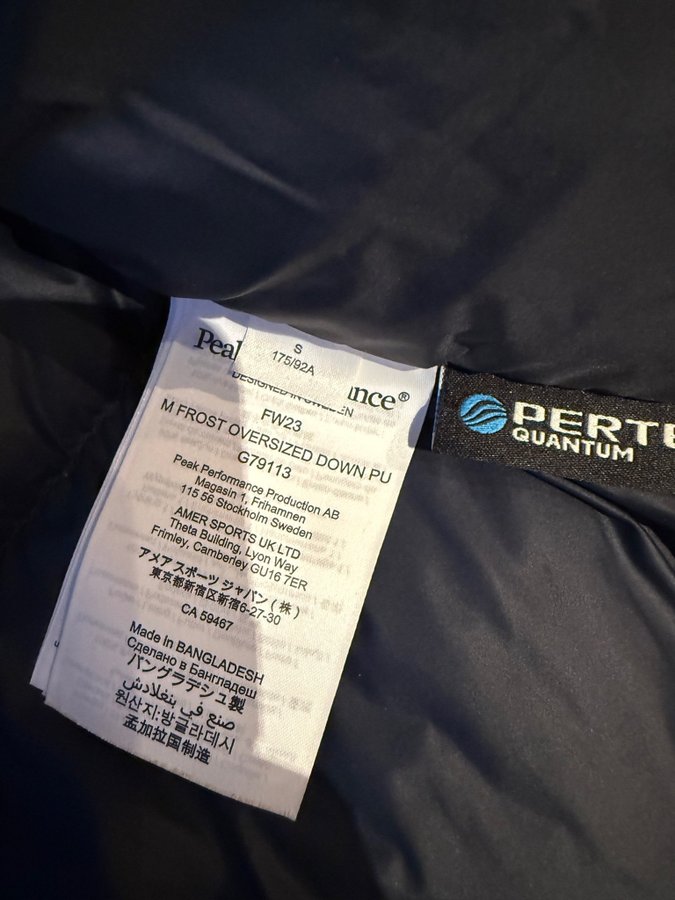 S
175/92A
Peak
nce®
DESIGNED IN SWEDEN
FW23
M FROST OVERSIZED DOWN PU
G79113
Peak Performance Production AB
Magasin 1, Frihamnen
115 56 Stockholm Sweden
AMER SPORTS UK LTD
Theta Building, Lyon Way
Frimley, Camberley GU16 7ER
アメア スポーツ ジャパン ( 株 )
東京都新宿区新宿6-27-30
CA 59467
Made in BANGLADESH
Сделано в Бангладеш
バングラデシュ製
صنع في بنغلادش
원산지:방글라데시
孟加拉国制造
PERTE
QUANTUM